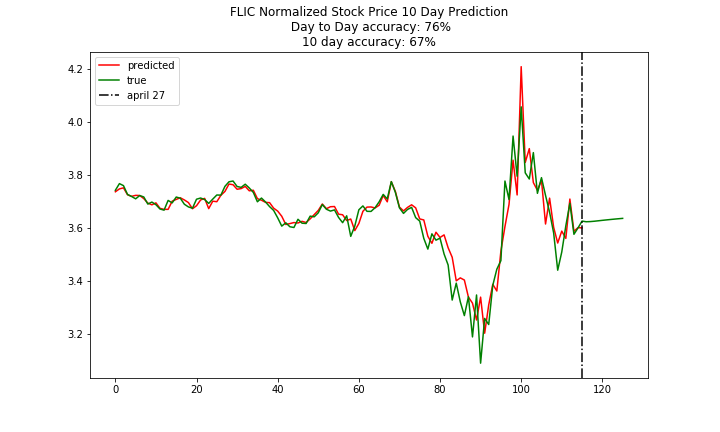 FLIC Normalized Stock Price 10 Day Prediction
Day to Day accuracy: 76%
10 day accuracy: 67%
predicted
true
april 27
4.2
4.0
3.8
3.6
3.4
3.2
0 20 40 60 80 100 120